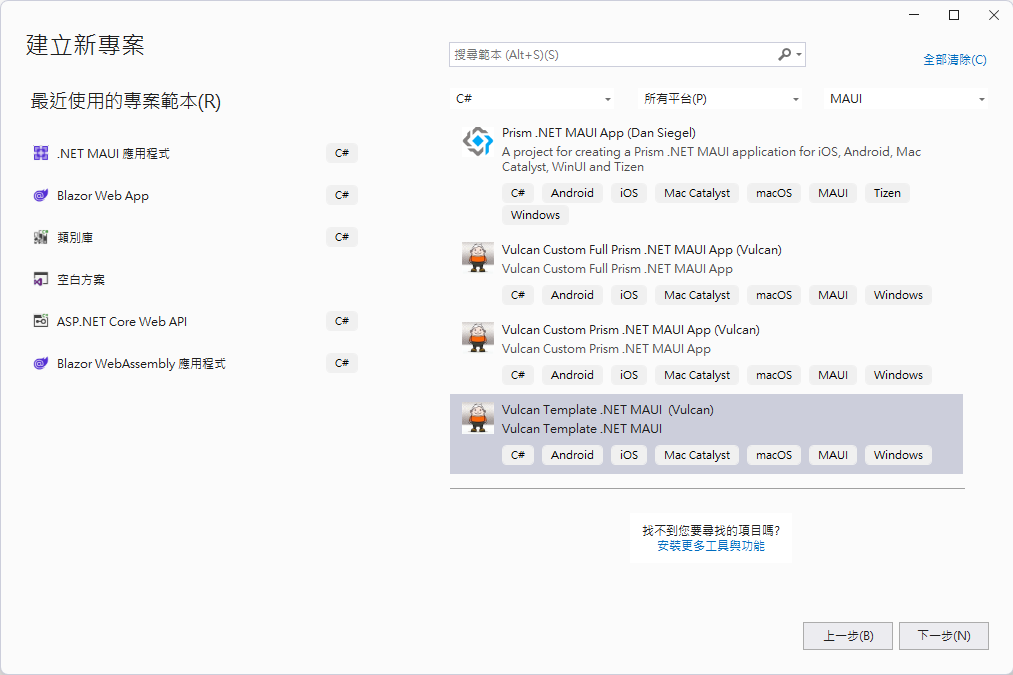 建立新專案
搜尋範本 (Alt+S)(S)
全部清除(C)
C#
所有平台(P)
MAUI
最近使用的專案範本(R)
.NET MAUI 應用程式
C#
Blazor Web App
C#
類別庫
C#
空白方案
ASP.NET Core Web API
C#
Blazor WebAssembly 應用程式
C#
Prism .NET MAUI App (Dan Siegel)
A project for creating a Prism .NET MAUI application for iOS, Android, Mac
Catalyst, WinUI and Tizen
C# Android iOS Mac Catalyst macOS MAUI Tizen
Windows
Vulcan Custom Full Prism .NET MAUI App (Vulcan)
Vulcan Custom Full Prism .NET MAUI App
C# Android iOS Mac Catalyst macOS MAUI Windows
Vulcan Custom Prism .NET MAUI App (Vulcan)
Vulcan Custom Prism .NET MAUI App
C# Android iOS Mac Catalyst macOS MAUI Windows
Vulcan Template .NET MAUI (Vulcan)
Vulcan Template .NET MAUI
C# Android iOS Mac Catalyst macOS MAUI Windows
找不到您要尋找的項目嗎?
安裝更多工具與功能
上一步(B)
下一步(N)